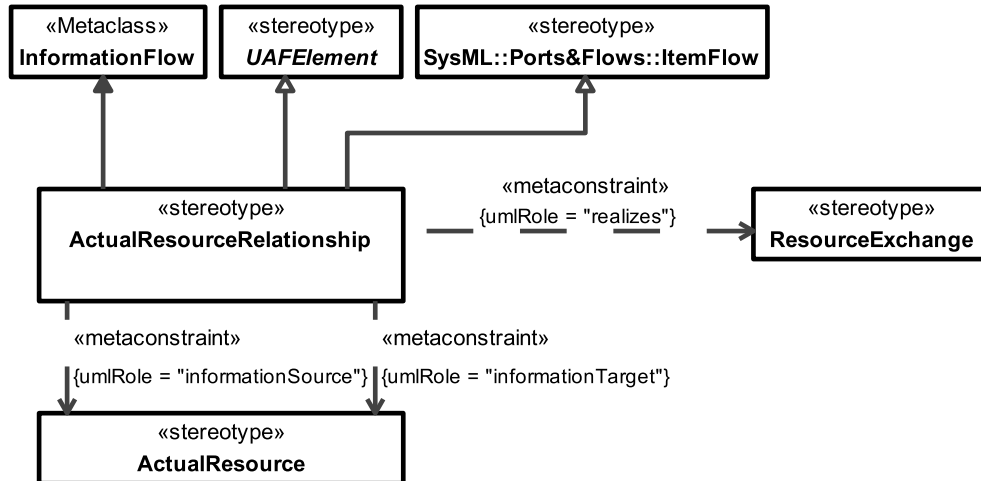 «Metaclass»
InformationFlow
«stereotype»
UAFElement
«stereotype»
SysML::Ports&Flows::ItemFlow
«stereotype»
ActualResourceRelationship
«metaconstraint»
{umlRole = "realizes"}
«stereotype»
ResourceExchange
«metaconstraint»
{umlRole = "informationSource"}
«metaconstraint»
{umlRole = "informationTarget"}
«stereotype»
ActualResource